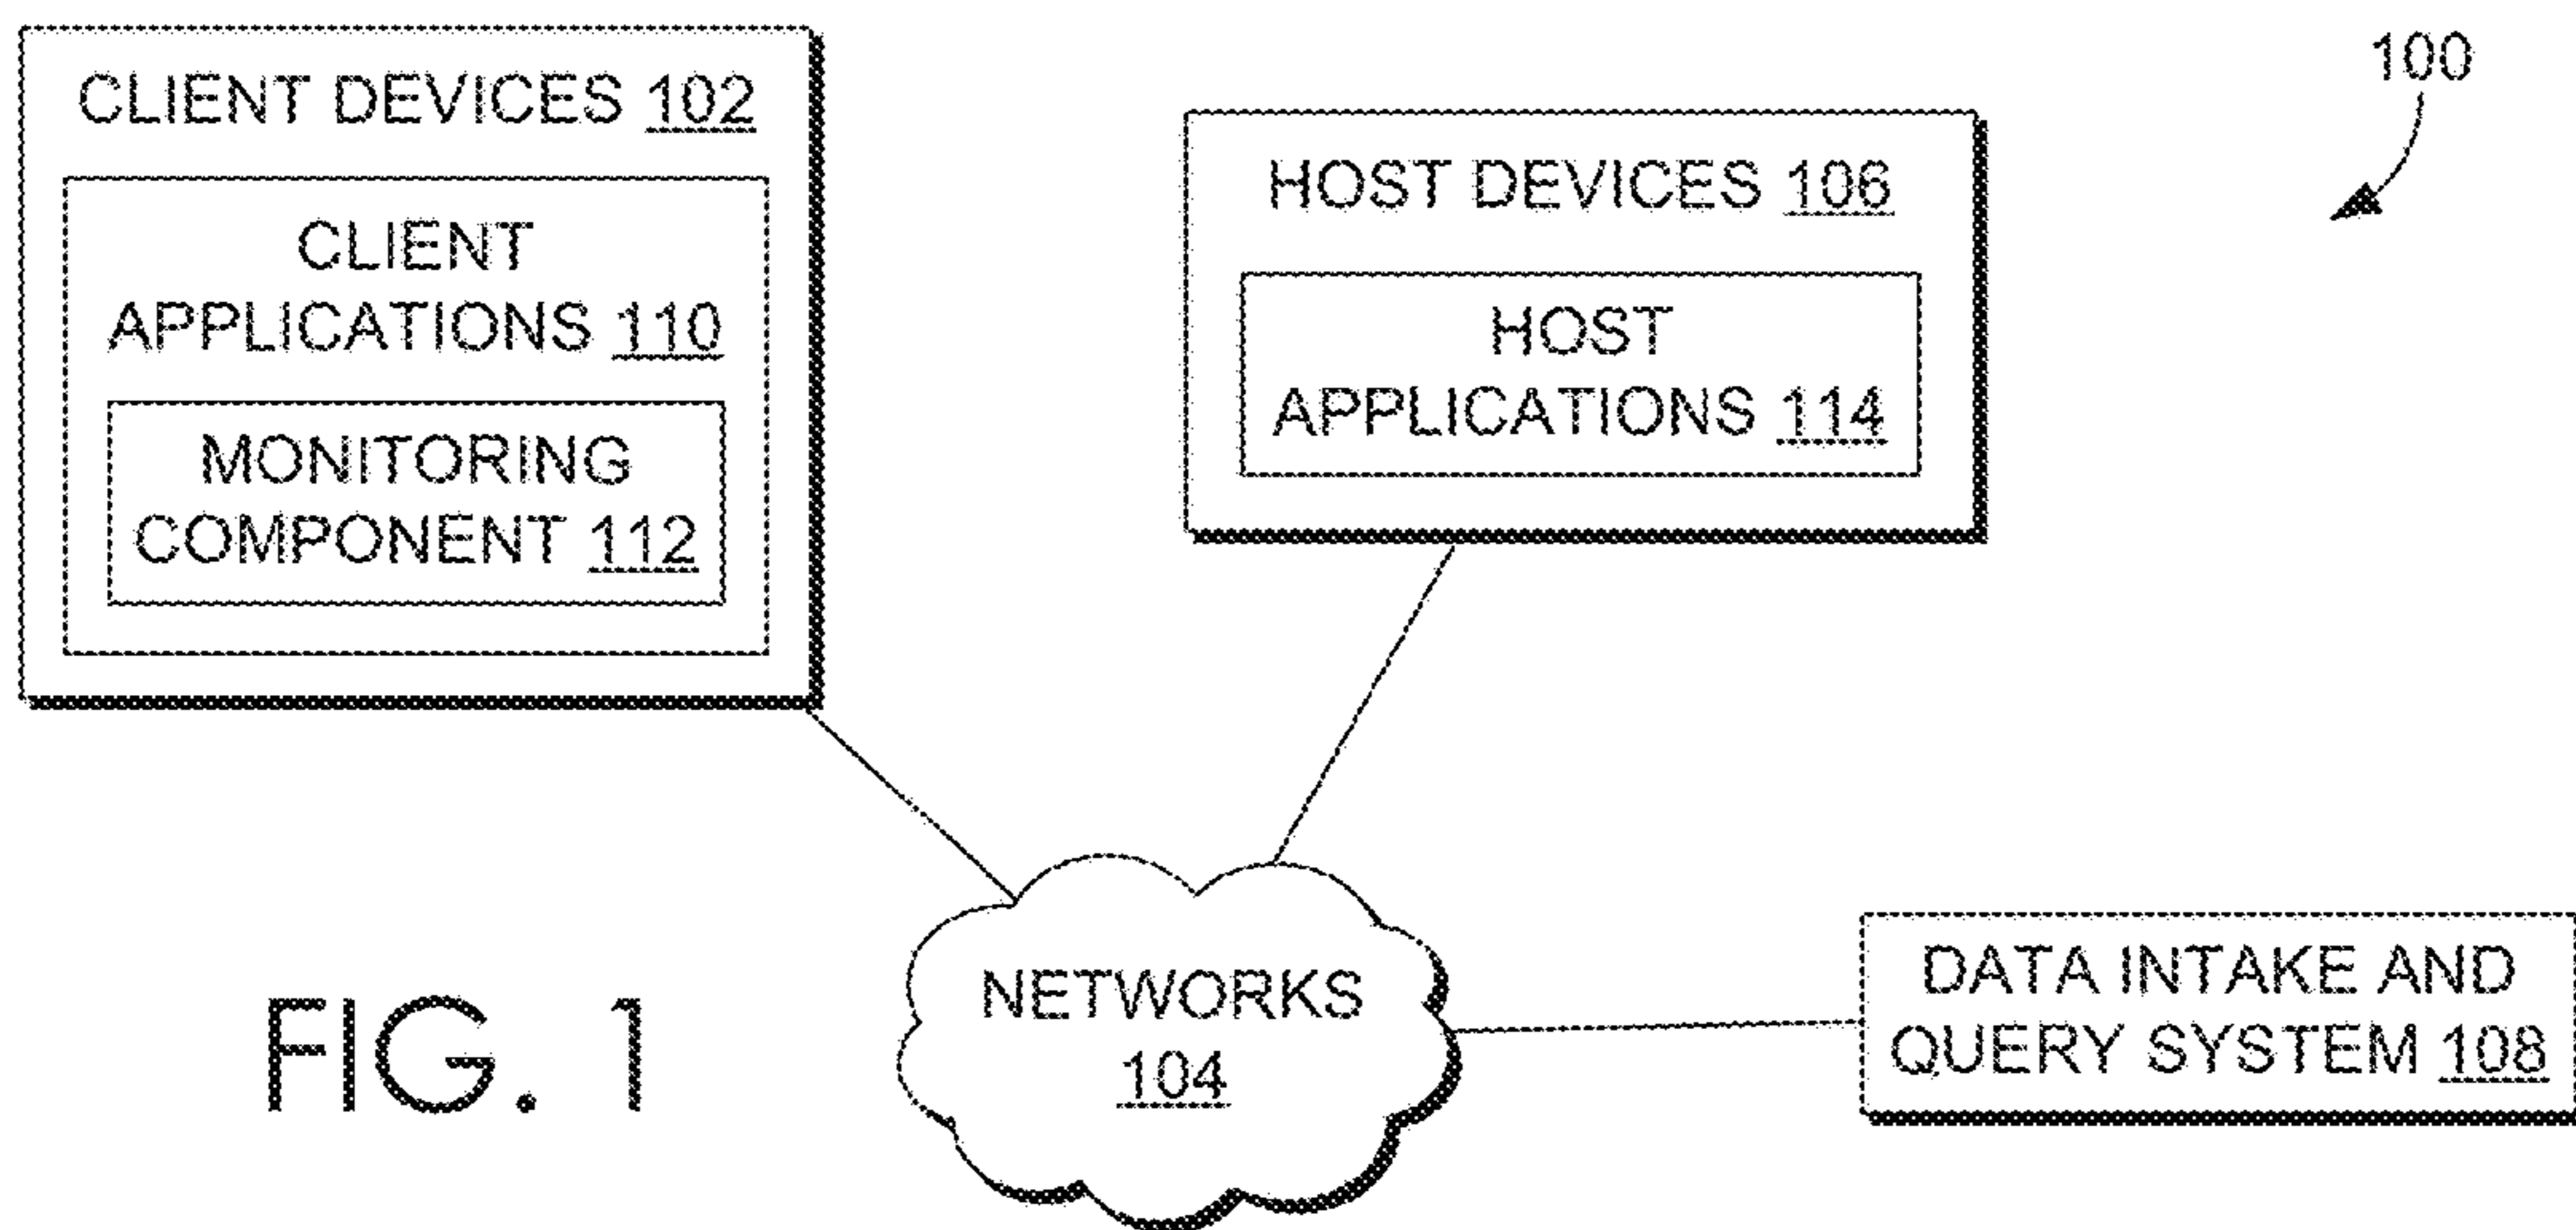 100
CLIENT DEVICES 102
CLIENT
APPLICATIONS 110
MONITORING
COMPONENT 112
HOST DEVICES 106
HOST
APPLICATIONS 114
NETWORKS
104
DATA INTAKE AND
QUERY SYSTEM 108
FIG. 1